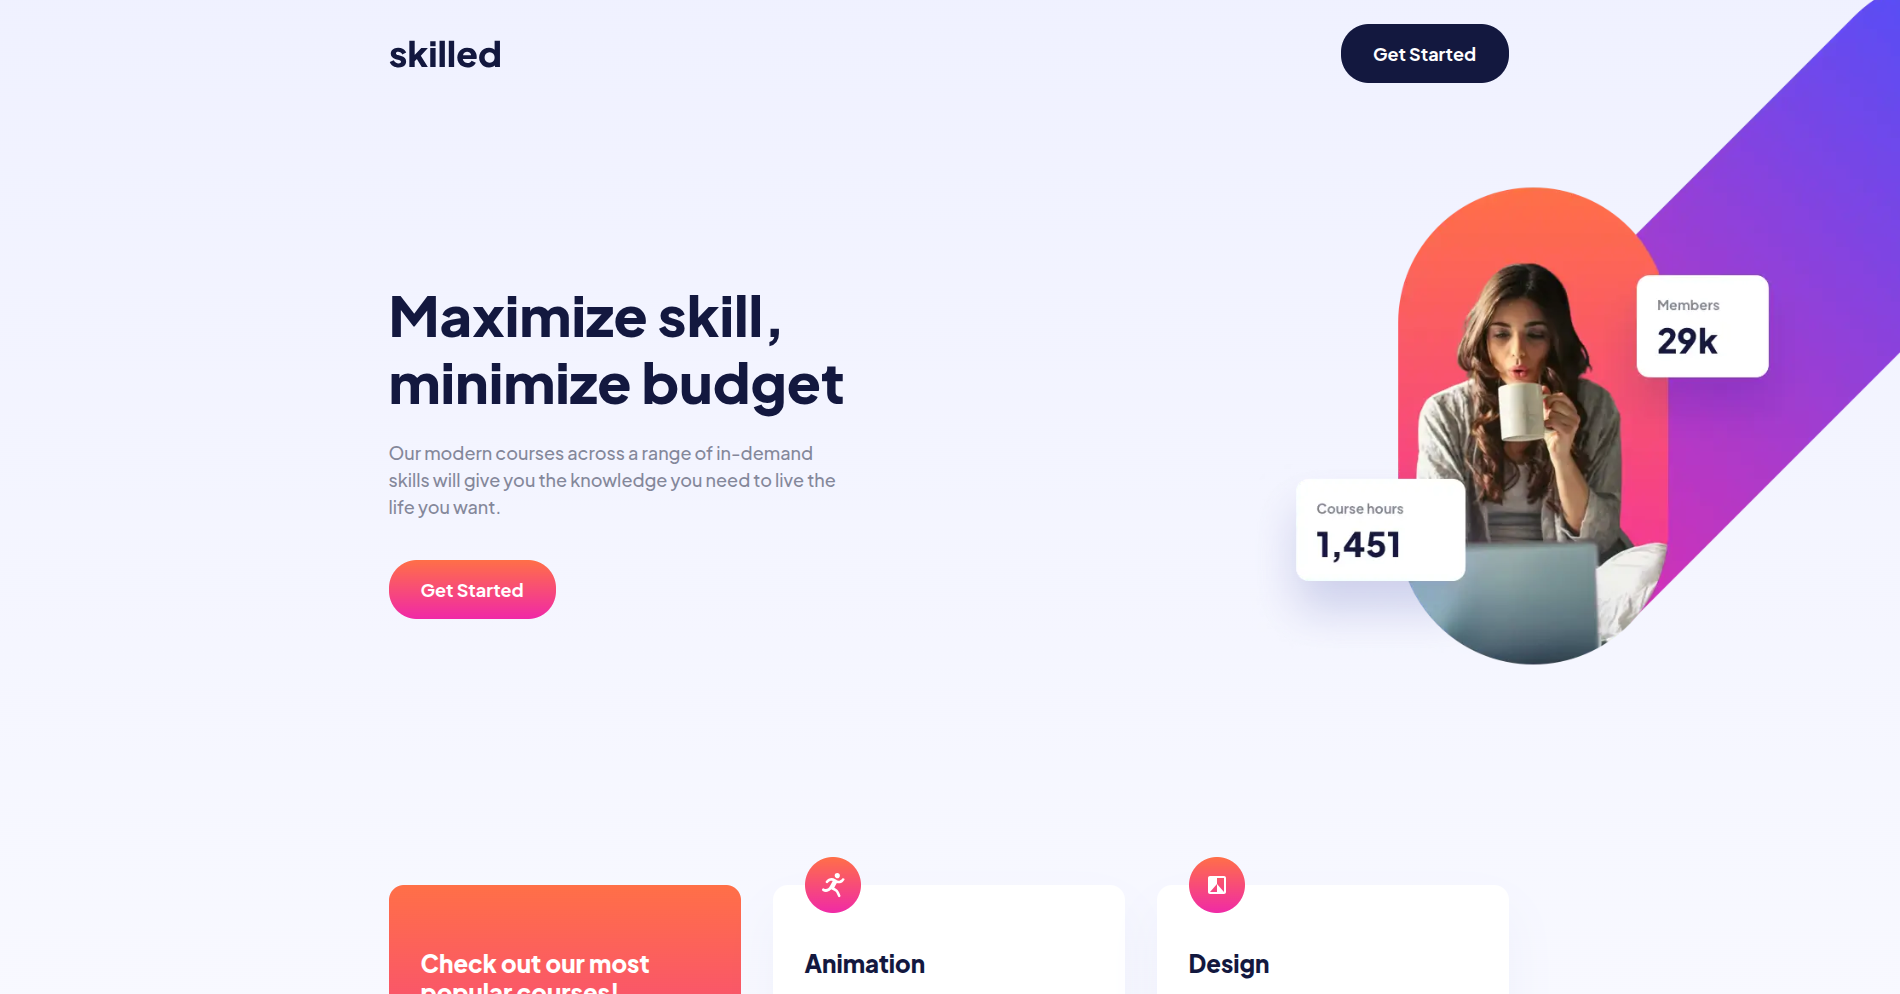 skilled
Get Started
Maximize skill,
minimize budget
Our modern courses across a range of in-demand
skills will give you the knowledge you need to live the
life you want.
Get Started
Members
29k
Course hours
1,451
Check out our most
popular courses!
Animation
Design